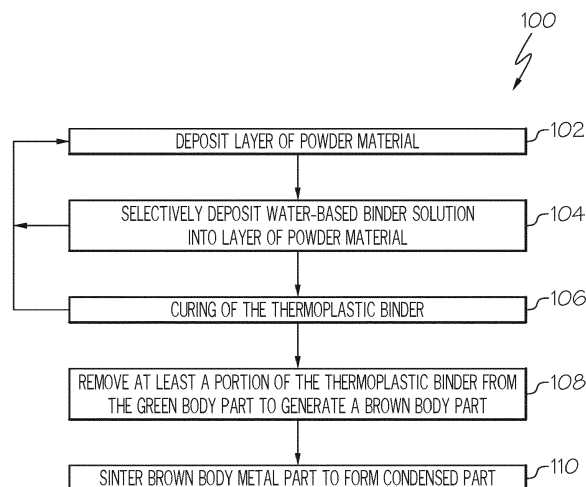 100
DEPOSIT LAYER OF POWDER MATERIAL
102
SELECTIVELY DEPOSIT WATER-BASED BINDER SOLUTION
INTO LAYER OF POWDER MATERIAL
104
CURING OF THE THERMOPLASTIC BINDER
106
REMOVE AT LEAST A PORTION OF THE THERMOPLASTIC BINDER FROM
THE GREEN BODY PART TO GENERATE A BROWN BODY PART
108
SINTER BROWN BODY METAL PART TO FORM CONDENSED PART
110